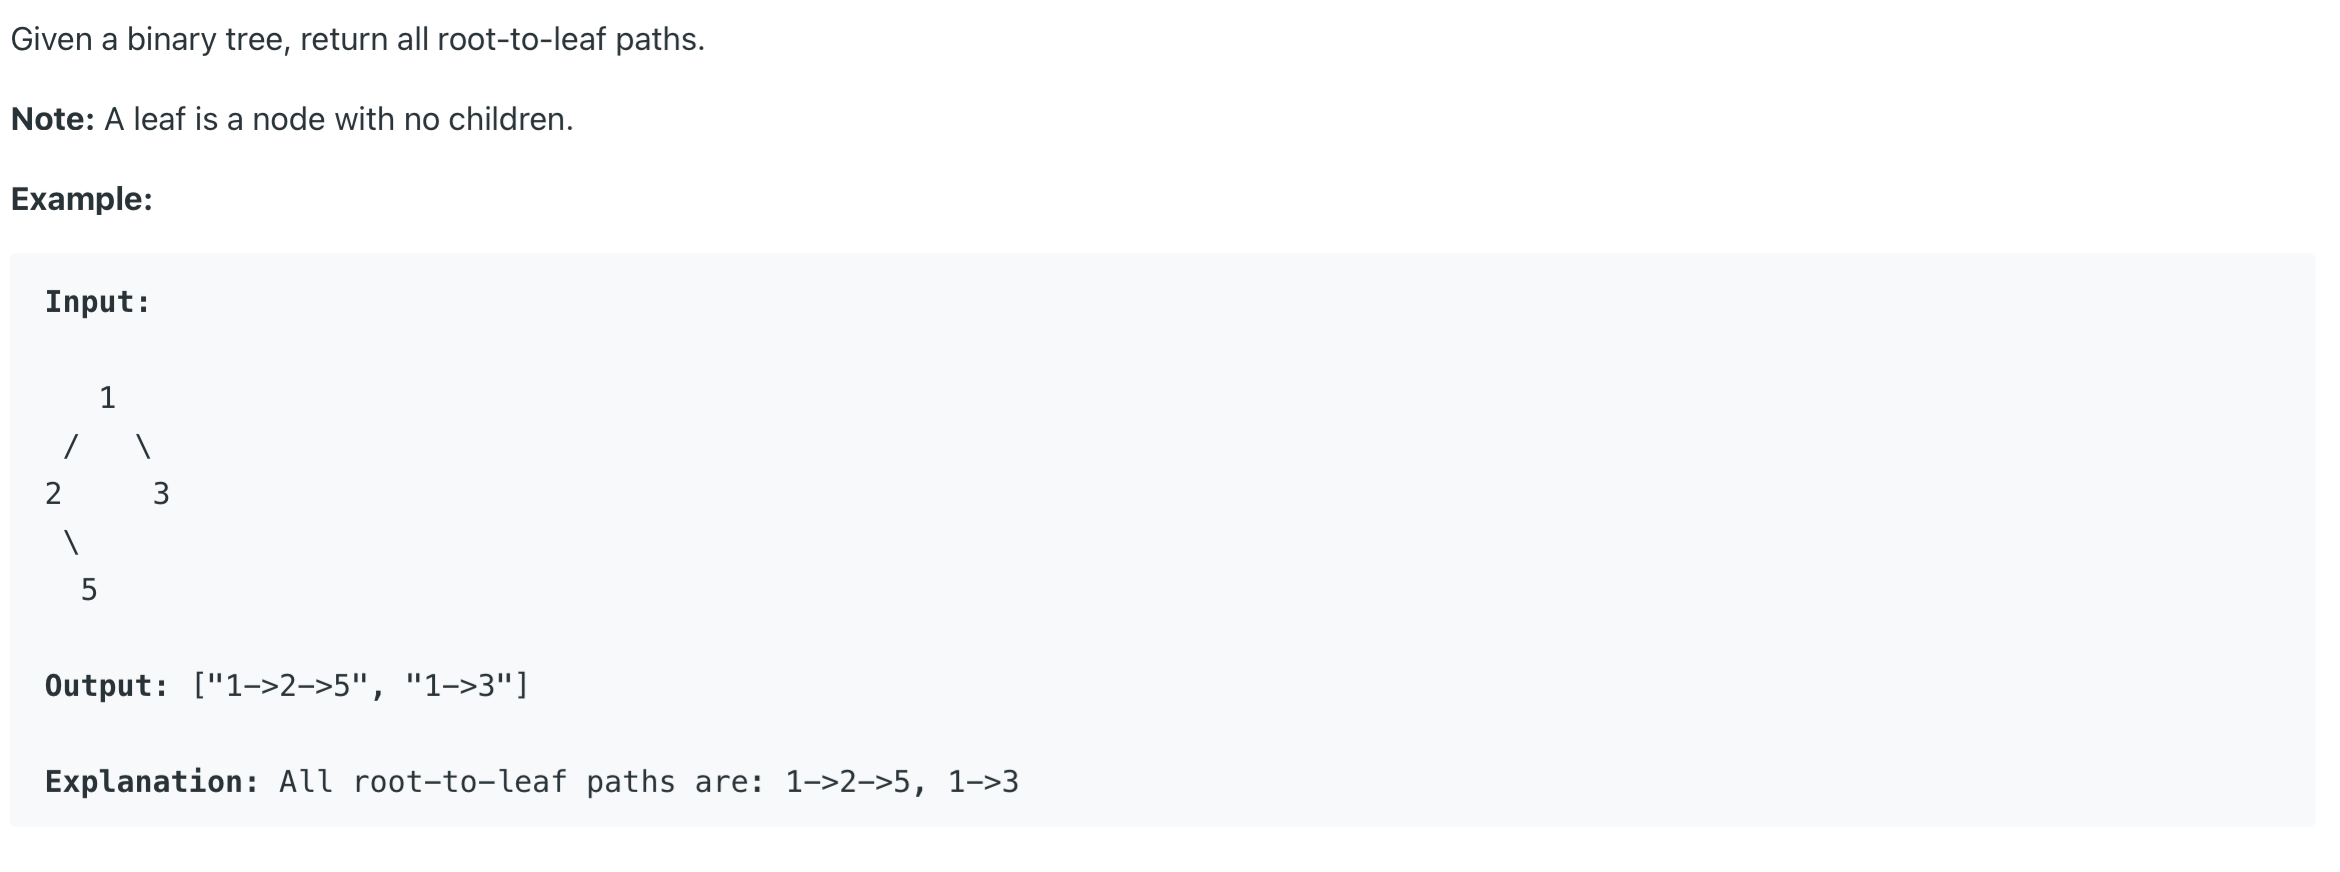 Given a binary tree, return all root-to-leaf paths.
Note: A leaf is a node with no children.
Example:
Input:
   1
 /   \
2     3
 \
  5
Output: ["1->2->5", "1->3"]
Explanation: All root-to-leaf paths are: 1->2->5, 1->3